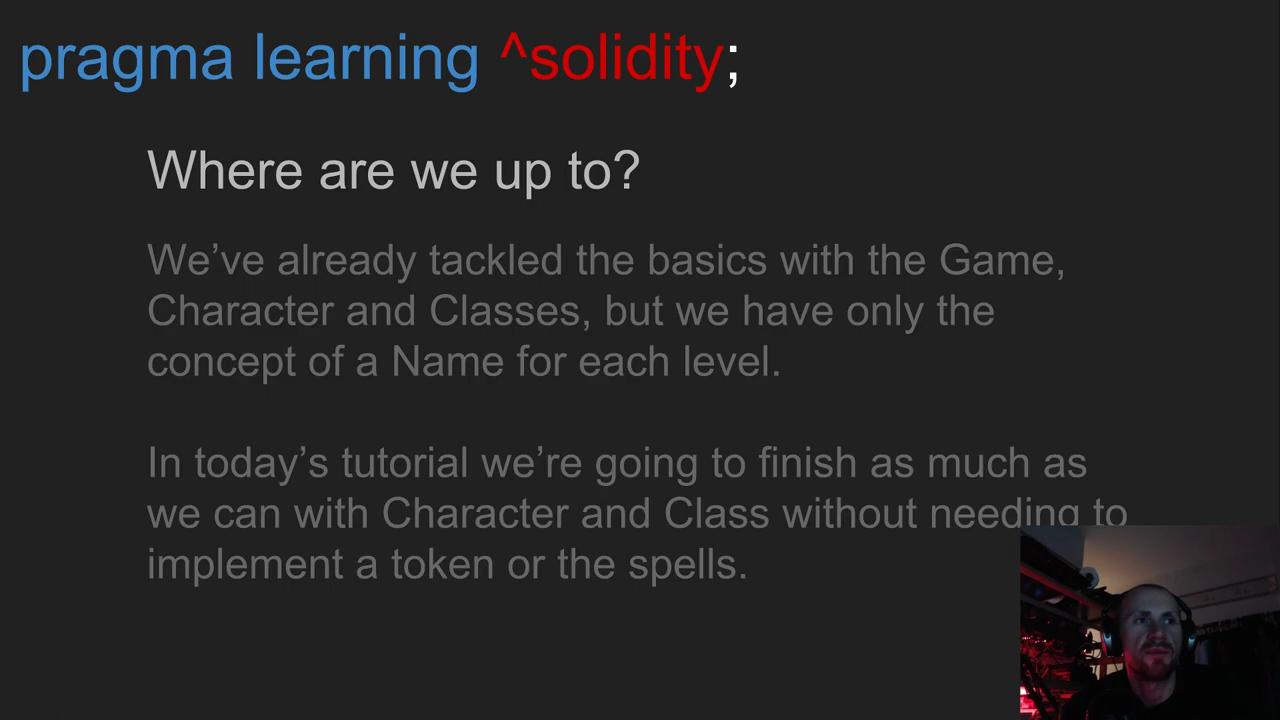 pragma learning ^solidity;
Where are we up to?
We’ve already tackled the basics with the Game,
Character and Classes, but we have only the
concept of a Name for each level.
In today’s tutorial we’re going to finish as much as
we can with Character and Class without needing to
implement a token or the spells.